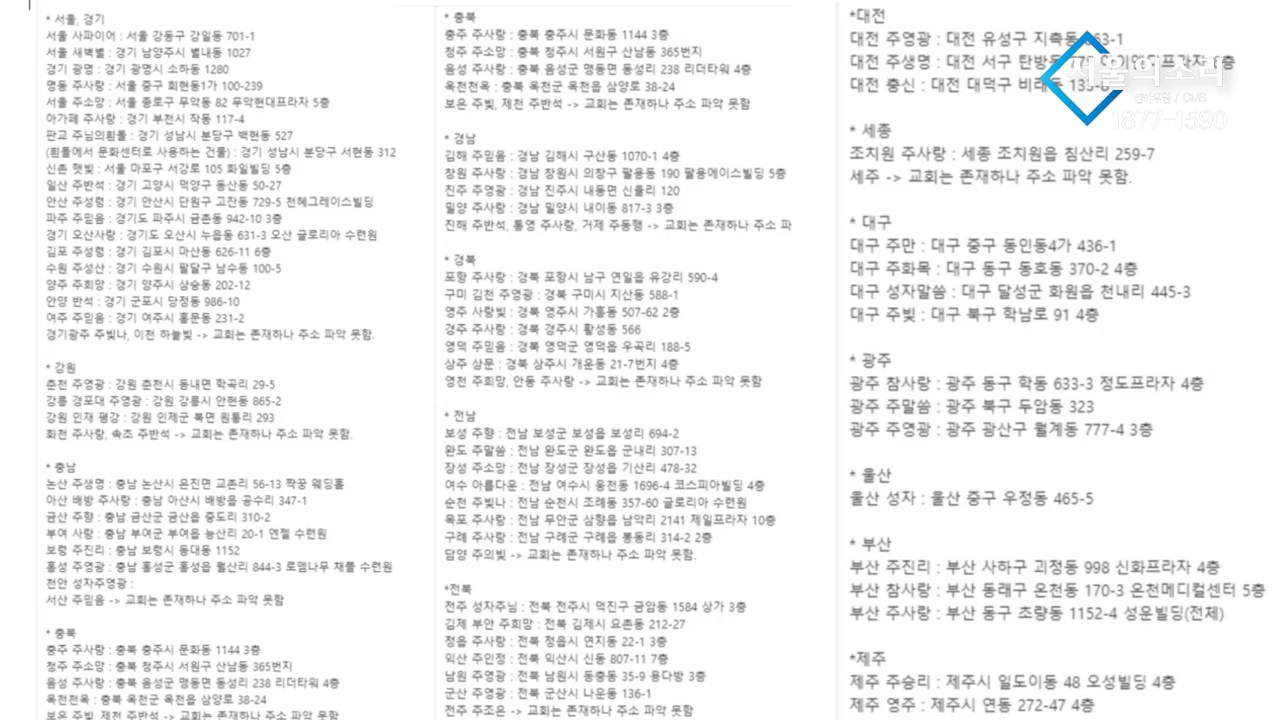 * 서울, 경기
서울 사파이어 : 서울 강동구 강일동 701-1
서울 새벽별 : 경기 남양주시 별내동 1027
경기 광명 : 경기 광명시 소하동 1280
명동 주사랑 : 서울 중구 회현동1가 100-239
서울 주소망 : 서울 종로구 무악동 82 무악현대프라자 5층
아가페 주사랑 : 경기 부천시 작동 117-4
판교 주님의흰돌 : 경기 성남시 분당구 백현동 527
(흰돌에서 문화센터로 사용하는 건물) : 경기 성남시 분당구 서현동 312
신촌 햇빛 : 서울 마포구 서강로 105 화일빌딩 5층
일산 주반석 : 경기 고양시 덕양구 동산동 50-27
안산 주성령 : 경기 안산시 단원구 고잔동 729-5 천혜그레이스빌딩
파주 주믿음 : 경기도 파주시 금촌동 942-10 3층
경기 오산사랑 : 경기도 오산시 누읍동 631-3 오산 글로리아 수련원
김포 주성령 : 경기 김포시 마산동 626-11 6층
수원 주성산 : 경기 수원시 팔달구 남수동 100-5
양주 주희망 : 경기 양주시 삼숭동 202-12
안양 반석 : 경기 군포시 당정동 986-10
여주 주믿음 : 경기 여주시 홍문동 231-2
경기광주 주빛나, 이천 하늘빛 -> 교회는 존재하나 주소 파악 못함.
* 강원
춘천 주영광 : 강원 춘천시 동내면 학곡리 29-5
강릉 경포대 주영광 : 강원 강릉시 안현동 865-2
강원 인재 평강 : 강원 인제군 북면 원통리 293
화천 주사랑, 속초 주반석 -> 교회는 존재하나 주소 파악 못함.
* 충남
논산 주생명 : 충남 논산시 은진면 교촌리 56-13 짝꿍 웨딩홀
아산 배방 주사랑 : 충남 아산시 배방읍 공수리 347-1
금산 주향 : 충남 금산군 금산읍 중도리 310-2
부여 사랑 : 충남 부여군 부여읍 능산리 20-1 엔젤 수련원
보령 주진리 : 충남 보령시 동대동 1152
홍성 주영광 : 충남 홍성군 홍성읍 월산리 844-3 로뎀나무 채플 수련원
천안 성자주영광 :
서산 주믿음 -> 교회는 존재하나 주소 파악 못함
* 충북
충주 주사랑 : 충북 충주시 문화동 1144 3층
청주 주소망 : 충북 청주시 서원구 산남동 365번지
음성 주사랑 : 충북 음성군 맹동면 동성리 238 리더타워 4층
옥천천옥 : 충북 옥천군 옥천읍 삼양로 38-24
보은 주빛, 제천 주반석 -> 교회는 존재하나 주소 파악 못함
* 충북
충주 주사랑 : 충북 충주시 문화동 1144 3층
청주 주소망 : 충북 청주시 서원구 산남동 365번지
음성 주사랑 : 충북 음성군 맹동면 동성리 238 리더타워 4층
옥천천옥 : 충북 옥천군 옥천읍 삼양로 38-24
보은 주빛, 제천 주반석 -> 교회는 존재하나 주소 파악 못함
* 경남
김해 주믿음 : 경남 김해시 구산동 1070-1 4층
창원 주사랑 : 경남 창원시 의창구 팔용동 190 팔용에이스빌딩 5층
진주 주영광 : 경남 진주시 내동면 신율리 120
밀양 주사랑 : 경남 밀양시 내이동 817-3 3층
진해 주반석, 통영 주사랑, 거제 주동행 -> 교회는 존재하나 주소 파
* 경북
포항 주사랑 : 경북 포항시 남구 연일읍 유강리 590-4
구미 김천 주영광 : 경북 구미시 지산동 588-1
영주 사랑빛 : 경북 영주시 가흥동 507-62 2층
경주 주사랑 : 경북 경주시 황성동 566
영덕 주믿음 : 경북 영덕군 영덕읍 우곡리 188-5
상주 상문 : 경북 상주시 개운동 21-7번지 4층
영천 주희망, 안동 주사랑 -> 교회는 존재하나 주소 파악 못함
* 전남
보성 주향 : 전남 보성군 보성읍 보성리 694-2
완도 주말씀 : 전남 완도군 완도읍 군내리 307-13
장성 주소망 : 전남 장성군 장성읍 기산리 478-32
여수 아름다운 : 전남 여수시 웅천동 1696-4 코스피아빌딩 4층
순천 주빛나 : 전남 순천시 조례동 357-60 글로리아 수련원
목포 주사랑 : 전남 무안군 삼향읍 남악리 2141 제일프라자 10층
구례 주사랑 : 전남 구례군 구례읍 봉동리 314-2 2층
담양 주의빛 -> 교회는 존재하나 주소 파악 못함.
*전북
전주 성자주님 : 전북 전주시 덕진구 금암동 1584 상가 3층
김제 부안 주희망 : 전북 김제시 요촌동 212-27
정읍 주사랑 : 전북 정읍시 연지동 22-1 3층
익산 주인정 : 전북 익산시 신동 807-11 7층
남원 주영광 : 전북 남원시 동충동 35-9 용다방 3층
군산 주영광 : 전북 군산시 나운동 136-1
전주 주조은 -> 교회는 존재하나 주소 파악 못함
*대전
대전 주영광 : 대전 유성구 지족동 63-1
대전 주생명 : 대전 서구 탄방동
대전 충신 : 대전 대덕구 비래동
서울의소리
정기후원 / CMS
1877-1580
* 세종
조치원 주사랑 : 세종 조치원읍 침산리 259-7
세주 -> 교회는 존재하나 주소 파악 못함.
* 대구
대구 주만 : 대구 중구 동인동4가 436-1
대구 주화목 : 대구 동구 동호동 370-2 4층
대구 성자말씀 : 대구 달성군 화원읍 천내리 445-3
대구 주빛 : 대구 북구 학남로 91 4층
* 광주
광주 참사랑 : 광주 동구 학동 633-3 정도프라자 4층
광주 주말씀 : 광주 북구 두암동 323
광주 주영광 : 광주 광산구 월계동 777-4 3층
* 울산
울산 성자 : 울산 중구 우정동 465-5
* 부산
부산 주진리 : 부산 사하구 괴정동 998 신화프라자 4층
부산 참사랑 : 부산 동래구 온천동 170-3 온천메디컬센터 5층
부산 주사랑 : 부산 동구 초량동 1152-4 성운빌딩(전체)
*제주
제주 주승리 : 제주시 일도이동 48 오성빌딩 4층
제주 영주 : 제주시 연동 272-47 4층